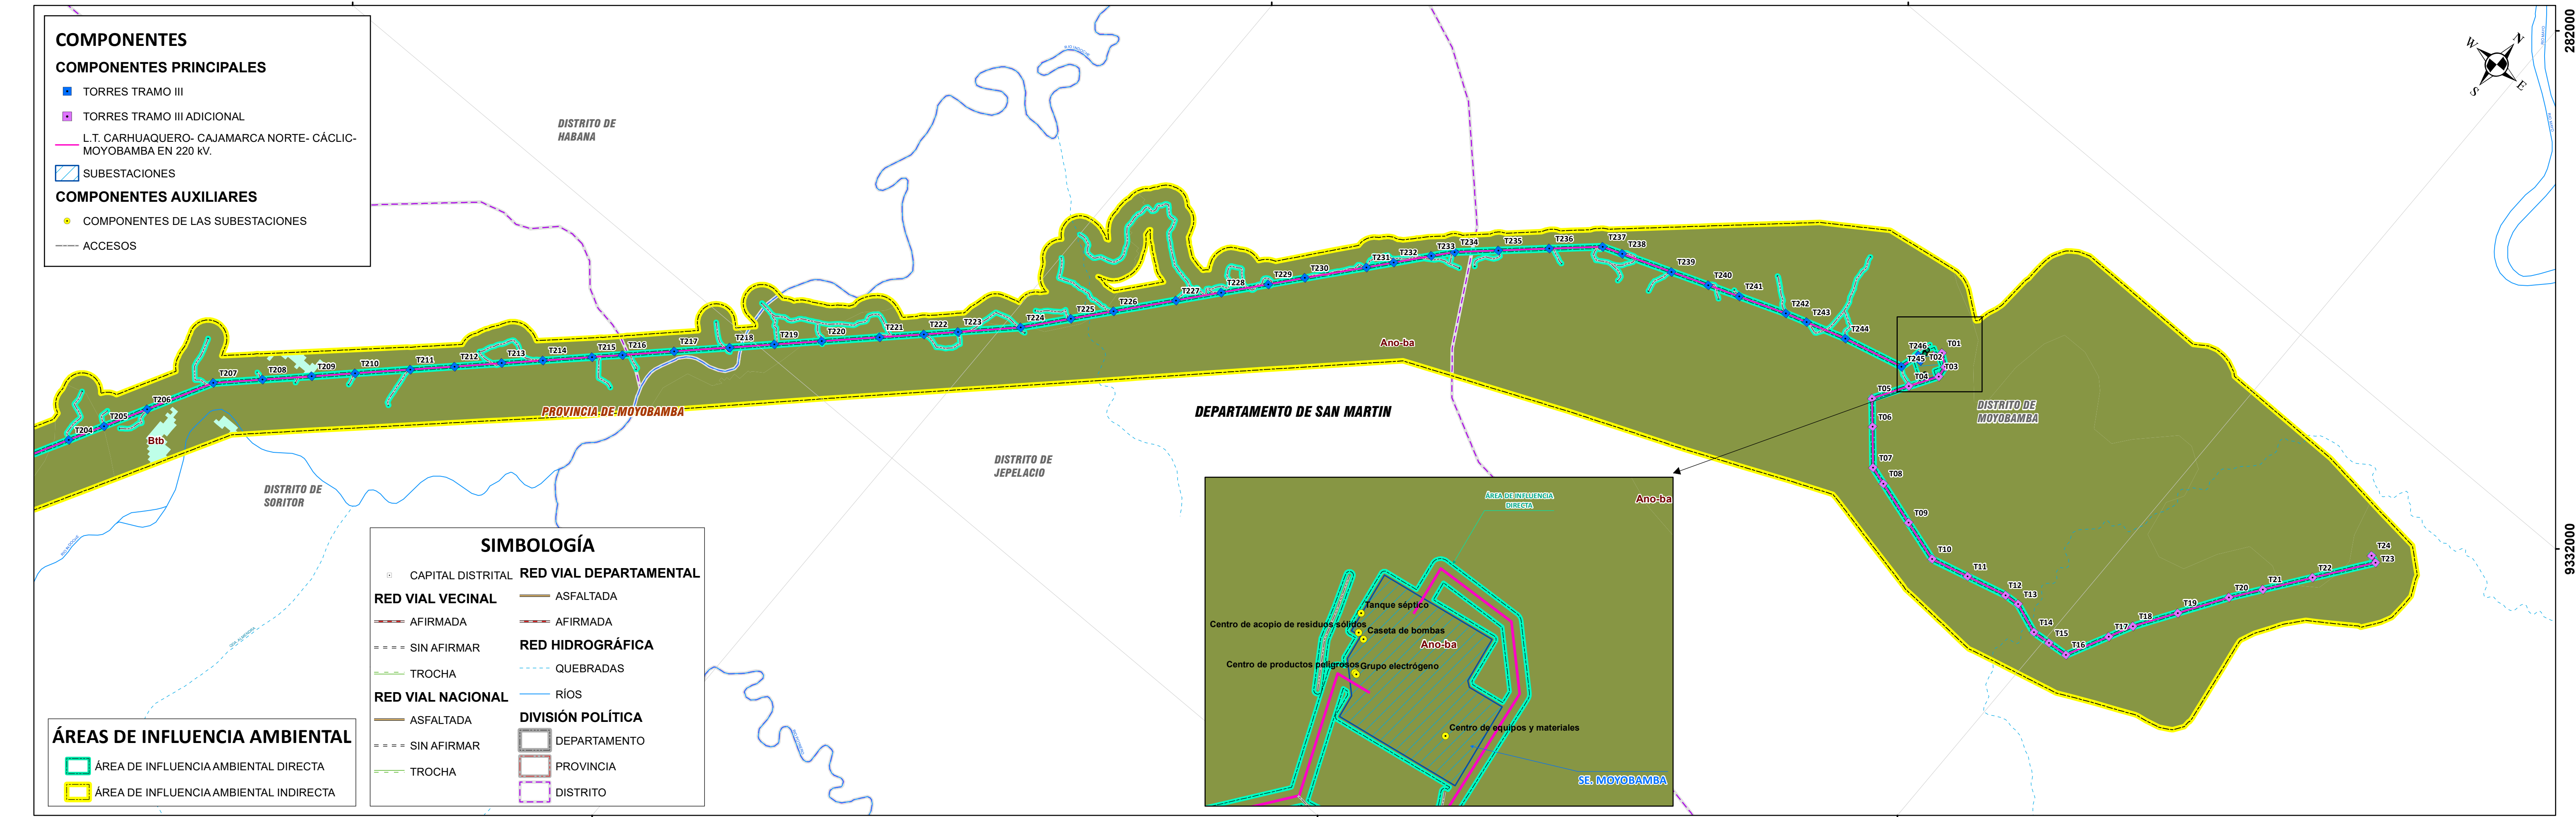 COMPONENTES
COMPONENTES PRINCIPALES
TORRES TRAMO III
TORRES TRAMO III ADICIONAL
L.T. CARHUAQUERO- CAJAMARCA NORTE- CÁCLIC-
MOYOBAMBA EN 220 kV.
SUBESTACIONES
COMPONENTES AUXILIARES
COMPONENTES DE LAS SUBESTACIONES
ACCESOS
DISTRITO DE
HABANA
RIO INDOCHE
N
W
E
S
282000
9332000
T204
T205
T206
T207
T208
T209
T210
T211
T212
T213
T214
T215
T216
T217
T218
T219
T220
T221
T222
T223
T224
T225
T226
T227
T228
T229
T230
T231
T232
T233
T234
T235
T236
T237
T238
T239
T240
T241
T242
T243
T244
T245
T246
T01
T02
T03
T04
T05
T06
T07
T08
T09
T10
T11
T12
T13
T14
T15
T16
T17
T18
T19
T20
T21
T22
T23
T24
Btb
Ano-ba
PROVINCIA DE MOYOBAMBA
DEPARTAMENTO DE SAN MARTIN
DISTRITO DE
MOYOBAMBA
DISTRITO DE
JEPELACIO
DISTRITO DE
SORITOR
ÁREA DE INFLUENCIA
DIRECTA
Ano-ba
Tanque séptico
Centro de acopio de residuos sólidos
Caseta de bombas
Ano-ba
Centro de productos peligrosos
Grupo electrógeno
Centro de equipos y materiales
SE. MOYOBAMBA
SIMBOLOGÍA
CAPITAL DISTRITAL
RED VIAL VECINAL
AFIRMADA
SIN AFIRMAR
TROCHA
RED VIAL NACIONAL
ASFALTADA
SIN AFIRMAR
TROCHA
RED VIAL DEPARTAMENTAL
ASFALTADA
AFIRMADA
RED HIDROGRÁFICA
QUEBRADAS
RÍOS
DIVISIÓN POLÍTICA
DEPARTAMENTO
PROVINCIA
DISTRITO
ÁREAS DE INFLUENCIA AMBIENTAL
ÁREA DE INFLUENCIA AMBIENTAL DIRECTA
ÁREA DE INFLUENCIA AMBIENTAL INDIRECTA